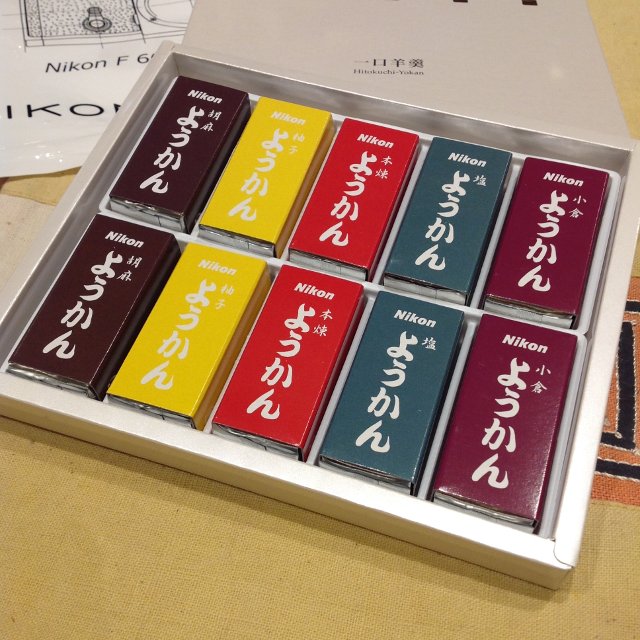 Nikon F 6
NIKON
一口羊羹
Hitokuchi-Yokan
Nikon
胡麻
ようかん
Nikon
柚子
ようかん
Nikon
本煉
ようかん
Nikon
塩
ようかん
Nikon
小倉
ようかん
Nikon
胡麻
ようかん
Nikon
柚子
ようかん
Nikon
本煉
ようかん
Nikon
塩
ようかん
Nikon
小倉
ようかん